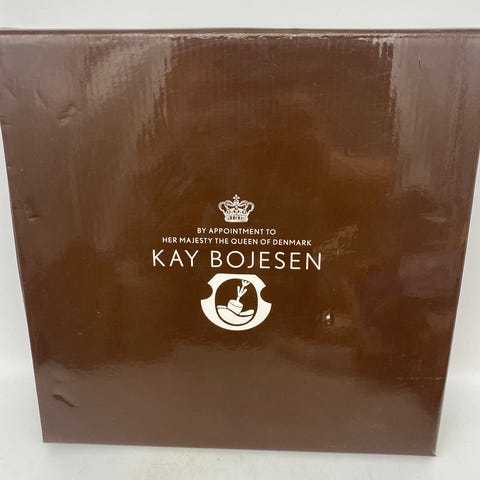 BY APPOINTMENT TO
HER MAJESTY THE QUEEN OF DENMARK
KAY BOJESEN